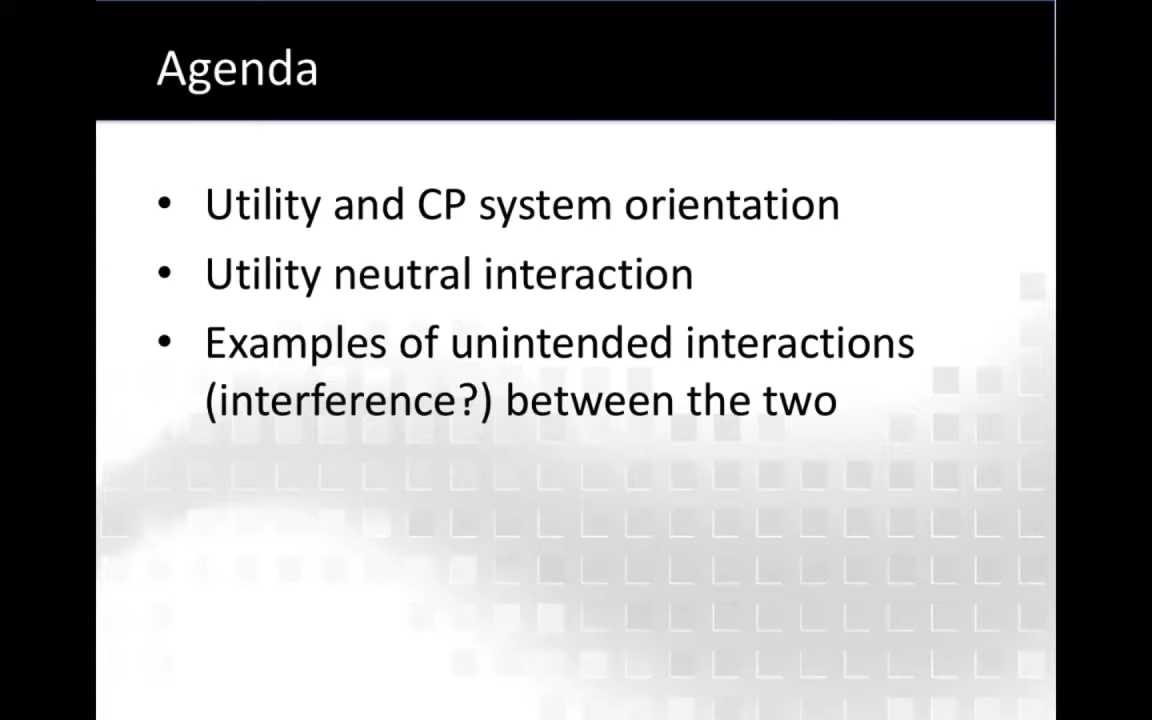 Agenda
• Utility and CP system orientation
• Utility neutral interaction
• Examples of unintended interactions
(interference?) between the two